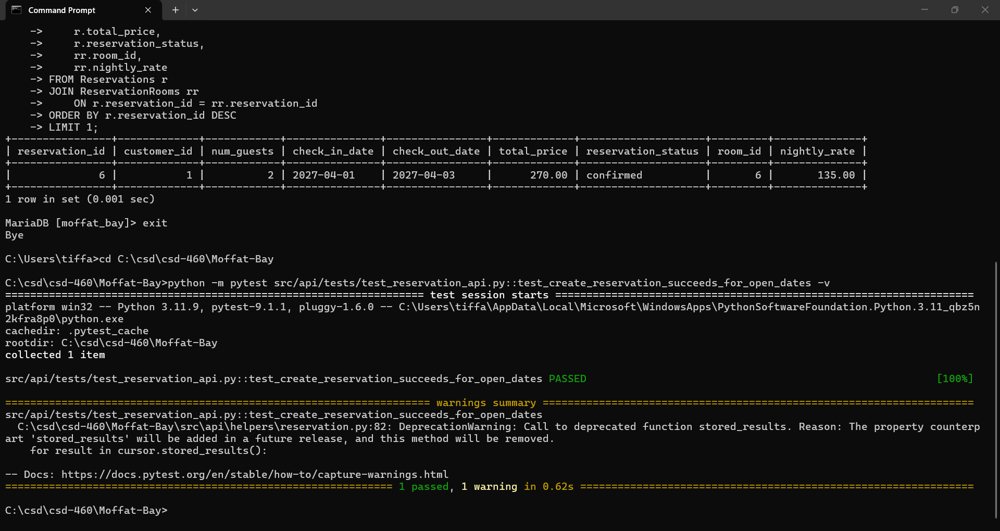 Command Prompt
    ->     r.total_price,
    ->     r.reservation_status,
    ->     rr.room_id,
    ->     rr.nightly_rate
    -> FROM Reservations r
    -> JOIN ReservationRooms rr
    ->     ON r.reservation_id = rr.reservation_id
    -> ORDER BY r.reservation_id DESC
    -> LIMIT 1;
+----------------+-------------+------------+---------------+----------------+-------------+--------------------+---------+--------------+
| reservation_id | customer_id | num_guests | check_in_date | check_out_date | total_price | reservation_status | room_id | nightly_rate |
+----------------+-------------+------------+---------------+----------------+-------------+--------------------+---------+--------------+
|              6 |           1 |          2 | 2027-04-01    | 2027-04-03     |      270.00 | confirmed          |       6 |       135.00 |
+----------------+-------------+------------+---------------+----------------+-------------+--------------------+---------+--------------+
1 row in set (0.001 sec)
MariaDB [moffat_bay]> exit
Bye
C:\Users\tiffa>cd C:\csd\csd-460\Moffat-Bay
C:\csd\csd-460\Moffat-Bay>python -m pytest src/api/tests/test_reservation_api.py::test_create_reservation_succeeds_for_open_dates -v
=================================================================== test session starts ===================================================================
platform win32 -- Python 3.11.9, pytest-9.1.1, pluggy-1.6.0 -- C:\Users\tiffa\AppData\Local\Microsoft\WindowsApps\PythonSoftwareFoundation.Python.3.11_qbz5n
2kfra8p0\python.exe
cachedir: .pytest_cache
rootdir: C:\csd\csd-460\Moffat-Bay
collected 1 item
src/api/tests/test_reservation_api.py::test_create_reservation_succeeds_for_open_dates PASSED                                                        [100%]
==================================================================== warnings summary =====================================================================
src/api/tests/test_reservation_api.py::test_create_reservation_succeeds_for_open_dates
  C:\csd\csd-460\Moffat-Bay\src\api\helpers\reservation.py:82: DeprecationWarning: Call to deprecated function stored_results. Reason: The property counterp
art 'stored_results' will be added in a future release, and this method will be removed.
    for result in cursor.stored_results():
-- Docs: https://docs.pytest.org/en/stable/how-to/capture-warnings.html
============================================================== 1 passed, 1 warning in 0.62s ===============================================================
C:\csd\csd-460\Moffat-Bay>